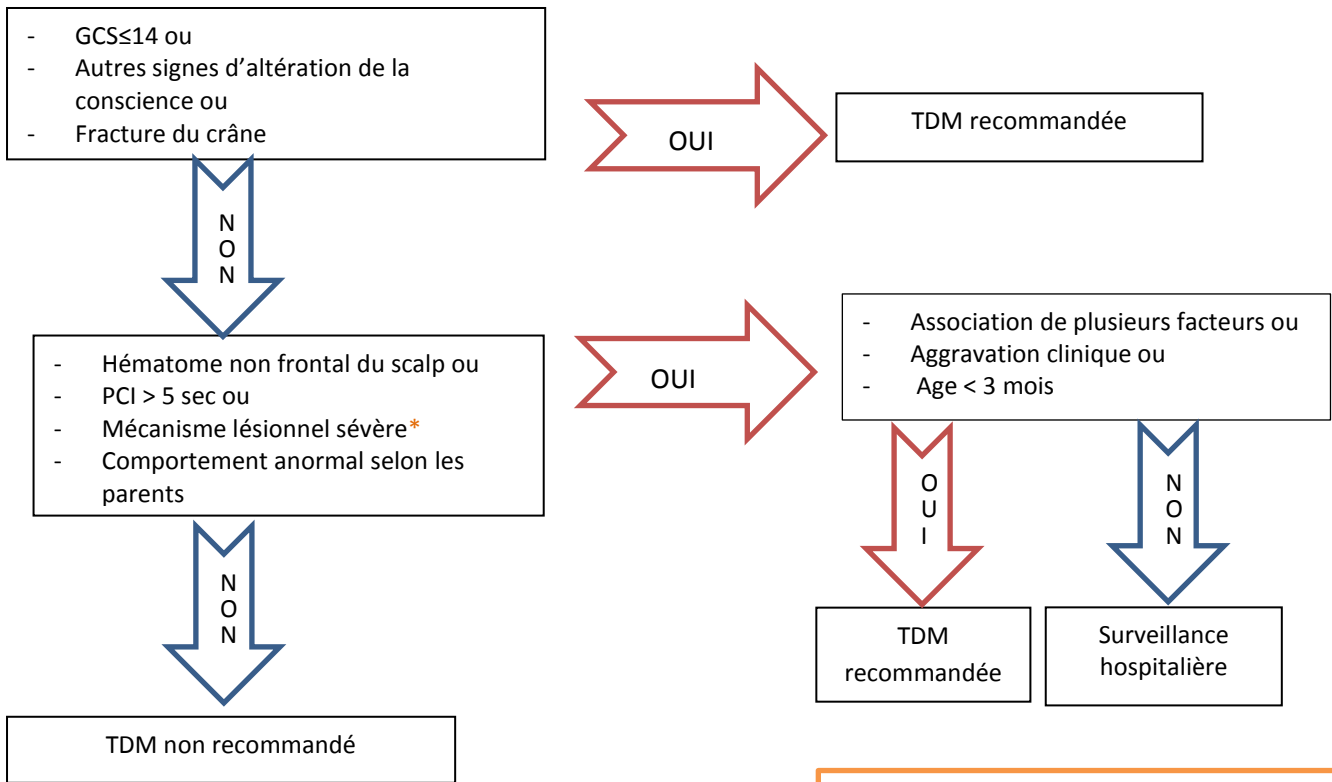 - GCS≤14 ou
- Autres signes d'altération de la
conscience ou
- Fracture du crâne
OUI
TDM recommandée
N
O
N
- Hématome non frontal du scalp ou
- PCI > 5 sec ou
- Mécanisme lésionnel sévère*
- Comportement anormal selon les
parents
OUI
- Association de plusieurs facteurs ou
- Aggravation clinique ou
- Age < 3 mois
O
U
I
N
O
N
N
O
N
TDM
recommandée
Surveillance
hospitalière
TDM non recommandé